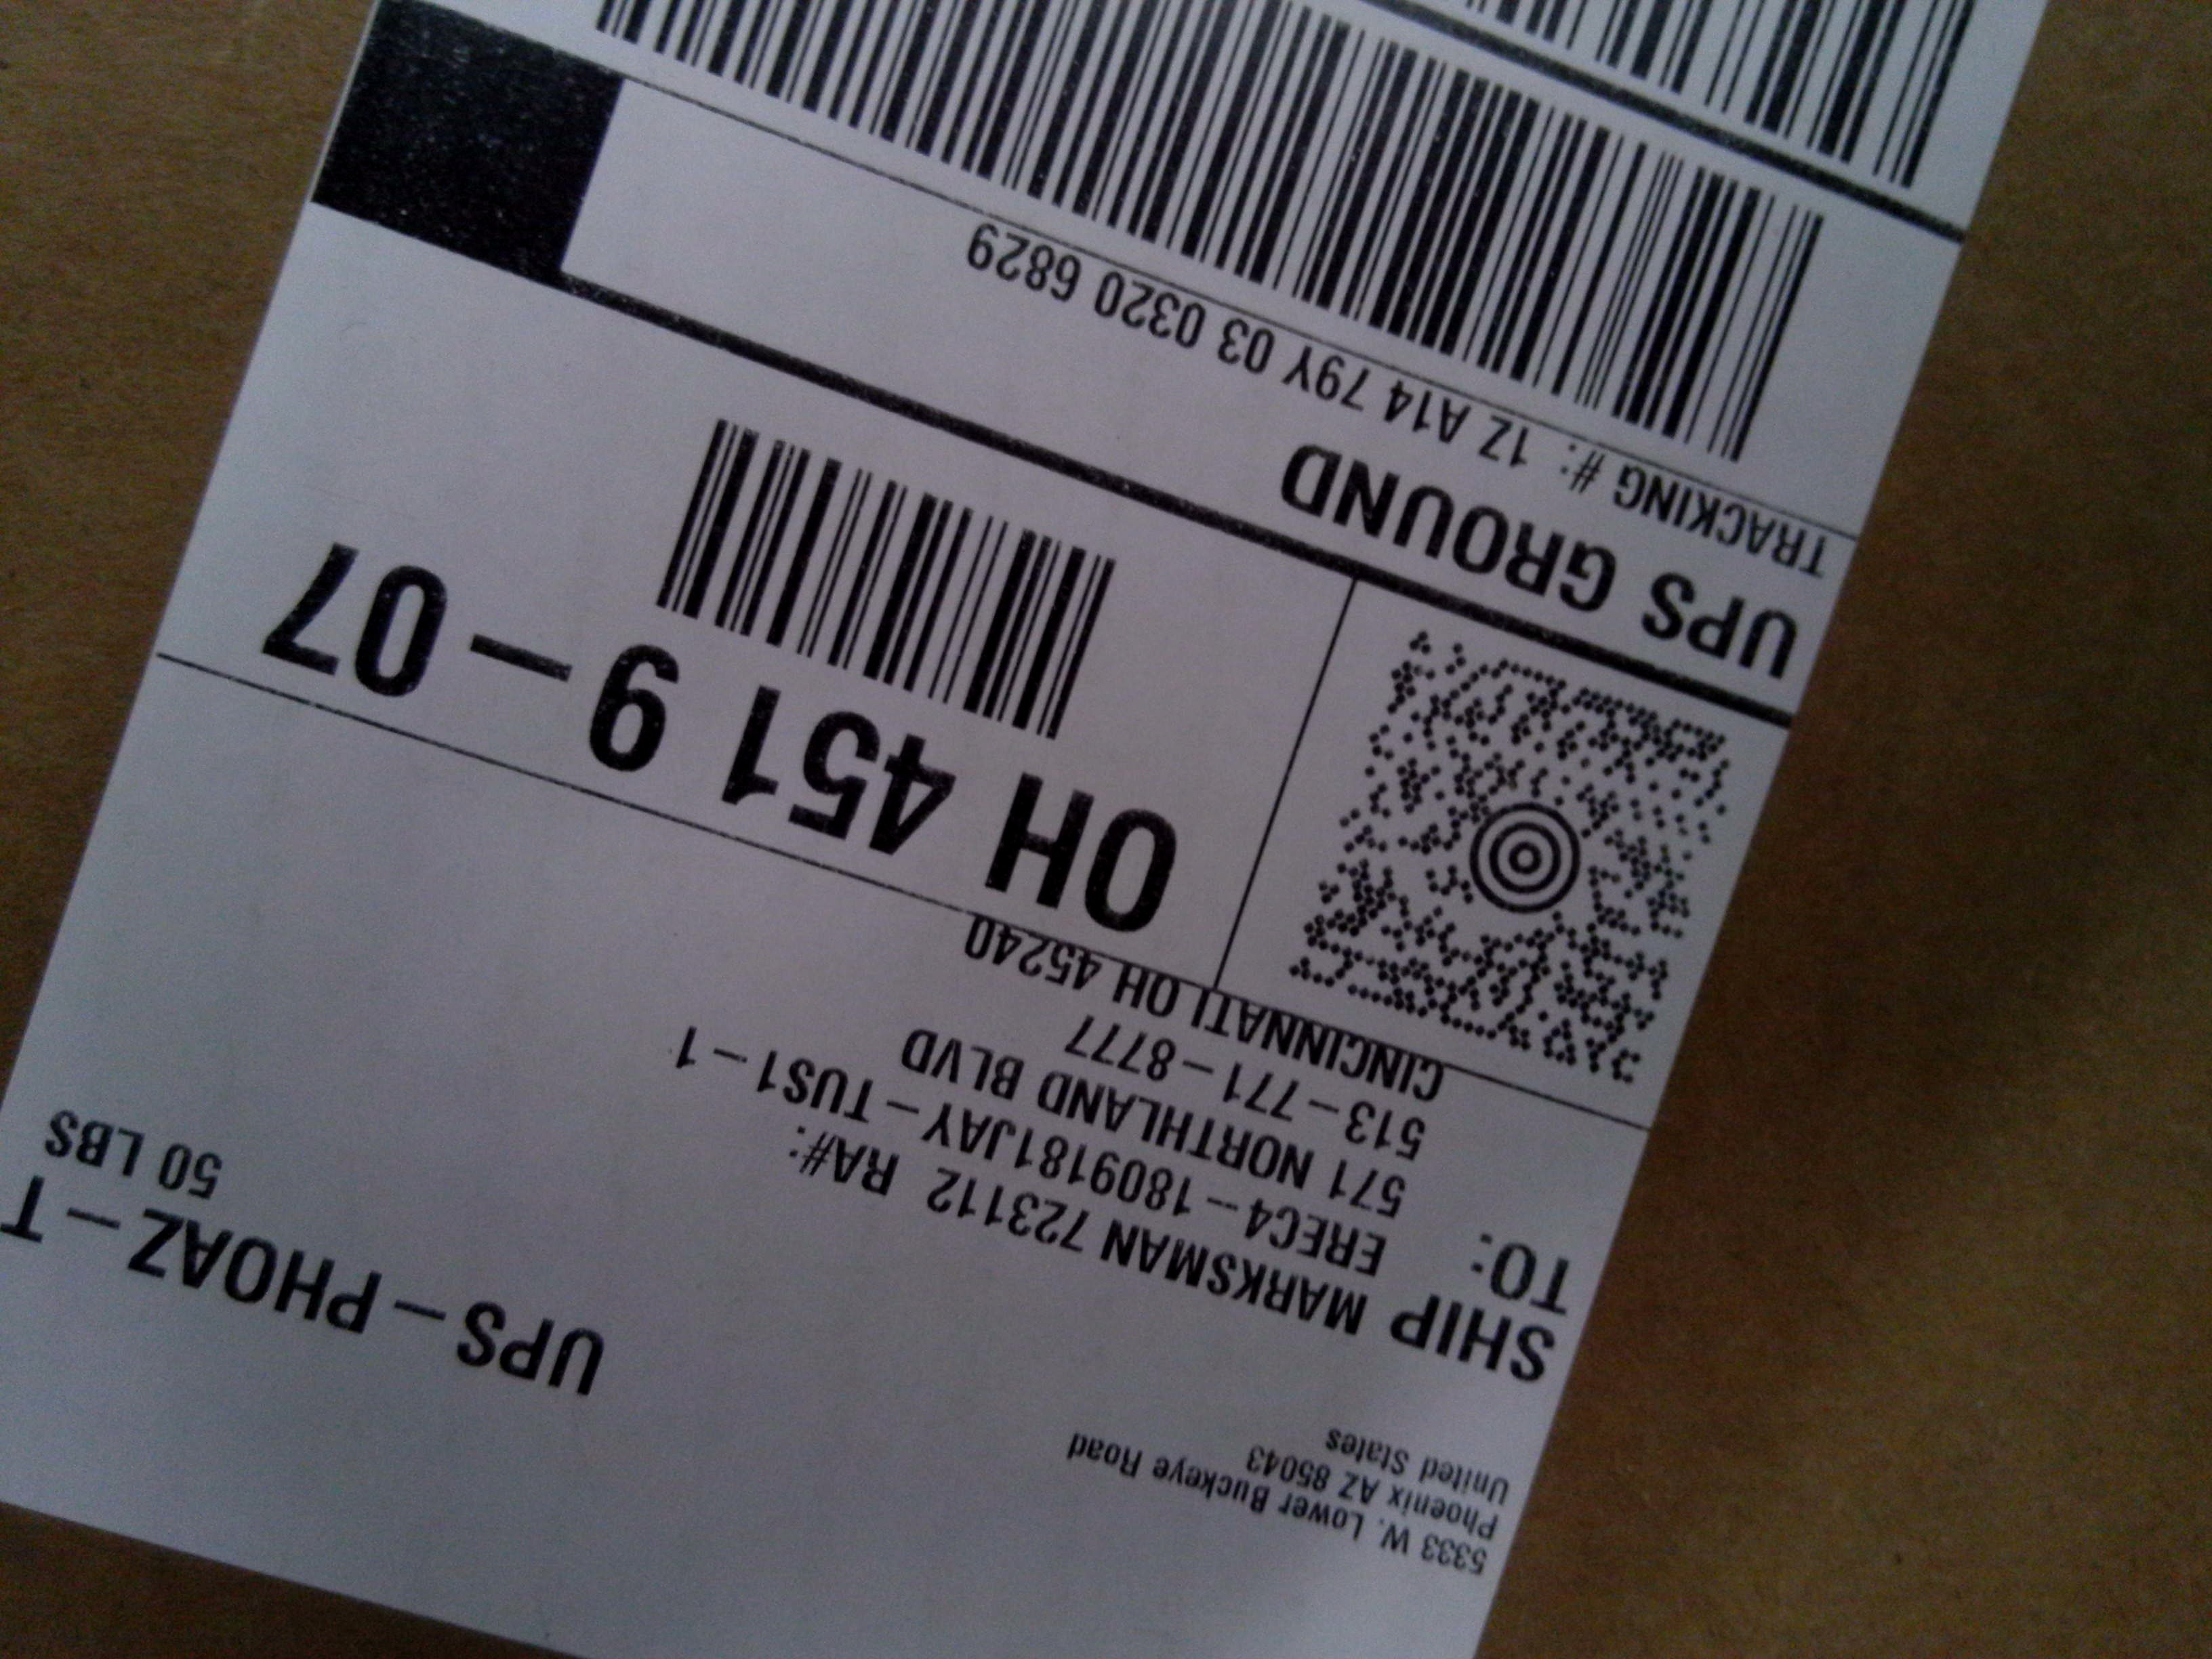 5333 W. Lower Buckeye Road
Phoenix AZ 85043
United States
UPS-PHOAZ-T
50 LBS
SHIP TO:
MARKSMAN 723112 RA#:
EREC4--1809181JAY-TUS1-1
571 NORTHLAND BLVD
513-771-8777
CINCINNATI OH 45240
OH 451 9-07
UPS GROUND
TRACKING #: 1Z A14 79Y 03 0320 6829